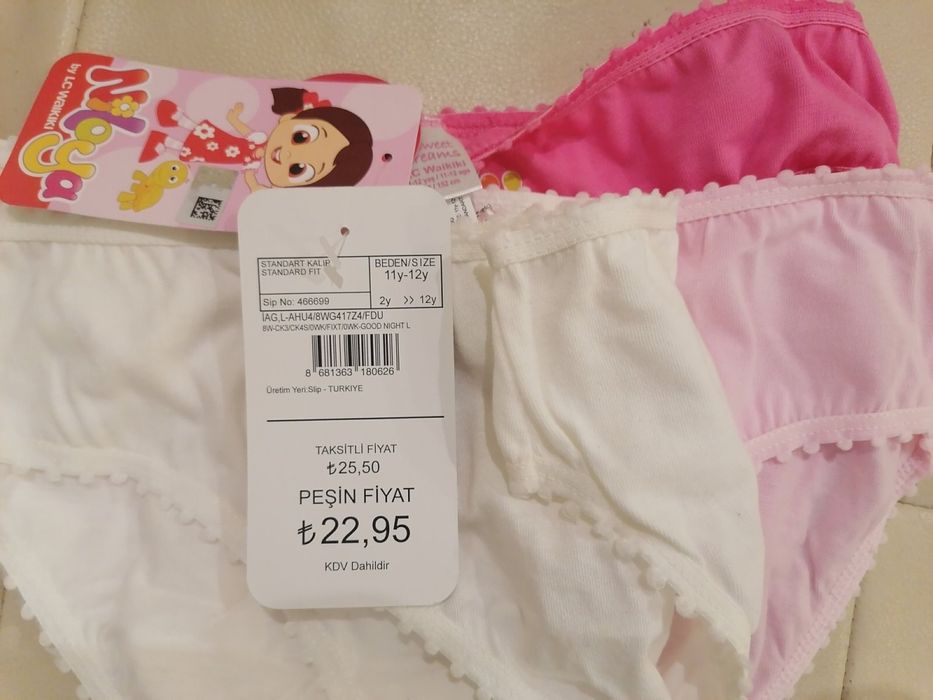 Niloya
by LC WAIKIKI
Sweet
Dreams
LC Waikiki
STANDART KALIP
STANDARD FIT
BEDEN/SIZE
11y-12y
Sip No: 466699
2y >> 12y
IAG,L-AHU4/8WG417Z4/FDU
8W-CK3/CK4S/0WK/FIXT/0WK-GOOD NIGHT L
8 681363 180626
Üretim Yeri:Slip - TURKIYE
TAKSİTLİ FİYAT
₺25,50
PEŞİN FİYAT
₺22,95
KDV Dahildir